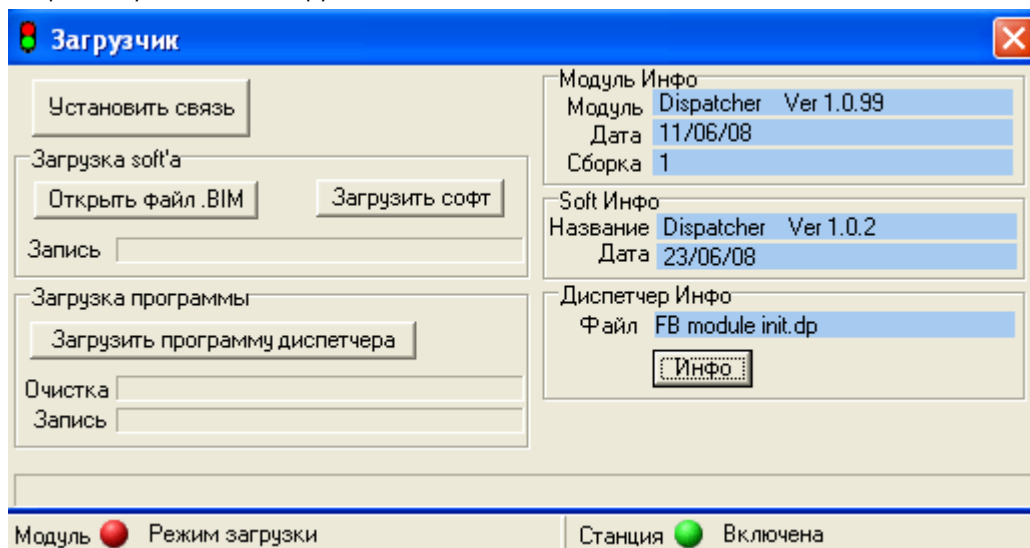 Загрузчик
Установить связь
Загрузка soft'а
Открыть файл .BIM
Загрузить софт
Запись
Загрузка программы
Загрузить программу диспетчера
Очистка
Запись
Модуль Инфо
Модуль Dispatcher Ver 1.0.99
Дата 11/06/08
Сборка 1
Soft Инфо
Название Dispatcher Ver 1.0.2
Дата 23/06/08
Диспетчер Инфо
Файл FB module init.dp
Инфо
Модуль Режим загрузки
Станция Включена